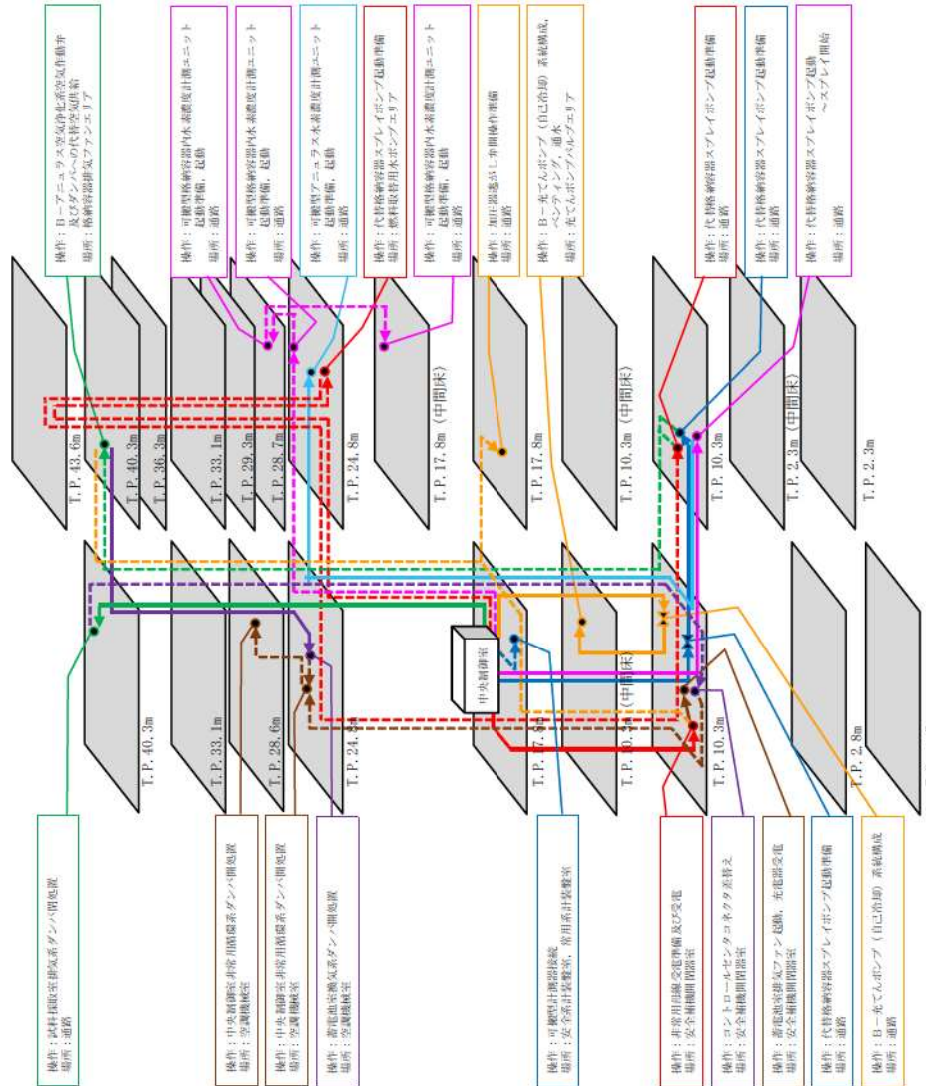 操作：B－アニュラス空気浄化系空気作動弁
及びダンパへの代替空気供給
場所：格納容器排気ファンエリア
操作：可搬型格納容器内水素濃度計測ユニット
起動準備，起動
場所：通路
操作：可搬型格納容器内水素濃度計測ユニット
起動準備，起動
場所：通路
操作：可搬型アニュラス水素濃度計測ユニット
起動準備，起動
場所：通路
操作：代替格納容器スプレイポンプ起動準備
場所：燃料取替用水ポンプエリア
操作：可搬型格納容器内水素濃度計測ユニット
起動準備，起動
場所：通路
操作：加圧器逃がし弁開操作準備
場所：通路
操作：B－充てんポンプ（自己冷却）系統構成，
ベンティング，通水
場所：充てんポンプバルブエリア
操作：代替格納容器スプレイポンプ起動準備
場所：通路
操作：代替格納容器スプレイポンプ起動準備
場所：通路
操作：代替格納容器スプレイポンプ起動
～スプレイ開始
場所：通路
T.P.43.6m
T.P.40.3m
T.P.36.3m
T.P.33.1m
T.P.29.3m
T.P.28.7m
T.P.24.8m
T.P.17.8m（中間床）
T.P.17.8m
T.P.10.3m（中間床）
T.P.10.3m
T.P.2.3m（中間床）
T.P.2.3m
中央制御室
T.P.40.3m
T.P.33.1m
T.P.28.6m
T.P.24.8m
T.P.17.8m
T.P.10.3m（中間床）
T.P.10.3m
T.P.2.8m
操作：試料採取室排気系ダンパ閉処置
場所：通路
操作：中央制御室非常用循環系ダンパ開処置
場所：空調機械室
操作：中央制御室非常用循環系ダンパ開処置
場所：空調機械室
操作：蓄電池室換気系ダンパ開処置
場所：空調機械室
操作：可搬型計測器接続
場所：安全系計装盤室，常用系計装盤室
操作：非常用母線受電準備及び受電
場所：安全補機開閉器室
操作：コントロールセンタコネクタ差替え
場所：安全補機開閉器室
操作：蓄電池室排気ファン起動，充電器受電
場所：安全補機開閉器室
操作：代替格納容器スプレイポンプ起動準備
場所：通路
操作：B－充てんポンプ（自己冷却）系統構成
場所：通路